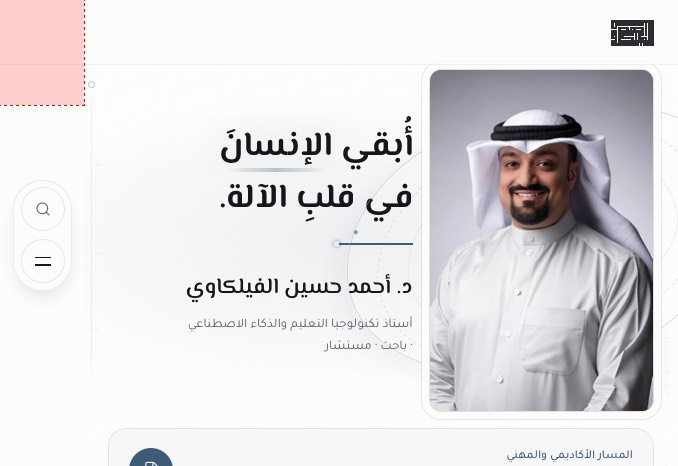 أُبقي الإنسانَ
في قلبِ الآلة.
د. أحمد حسين الفيلكاوي
أستاذ تكنولوجيا التعليم والذكاء الاصطناعي
· باحث · مستشار
المسار الأكاديمي والمهني